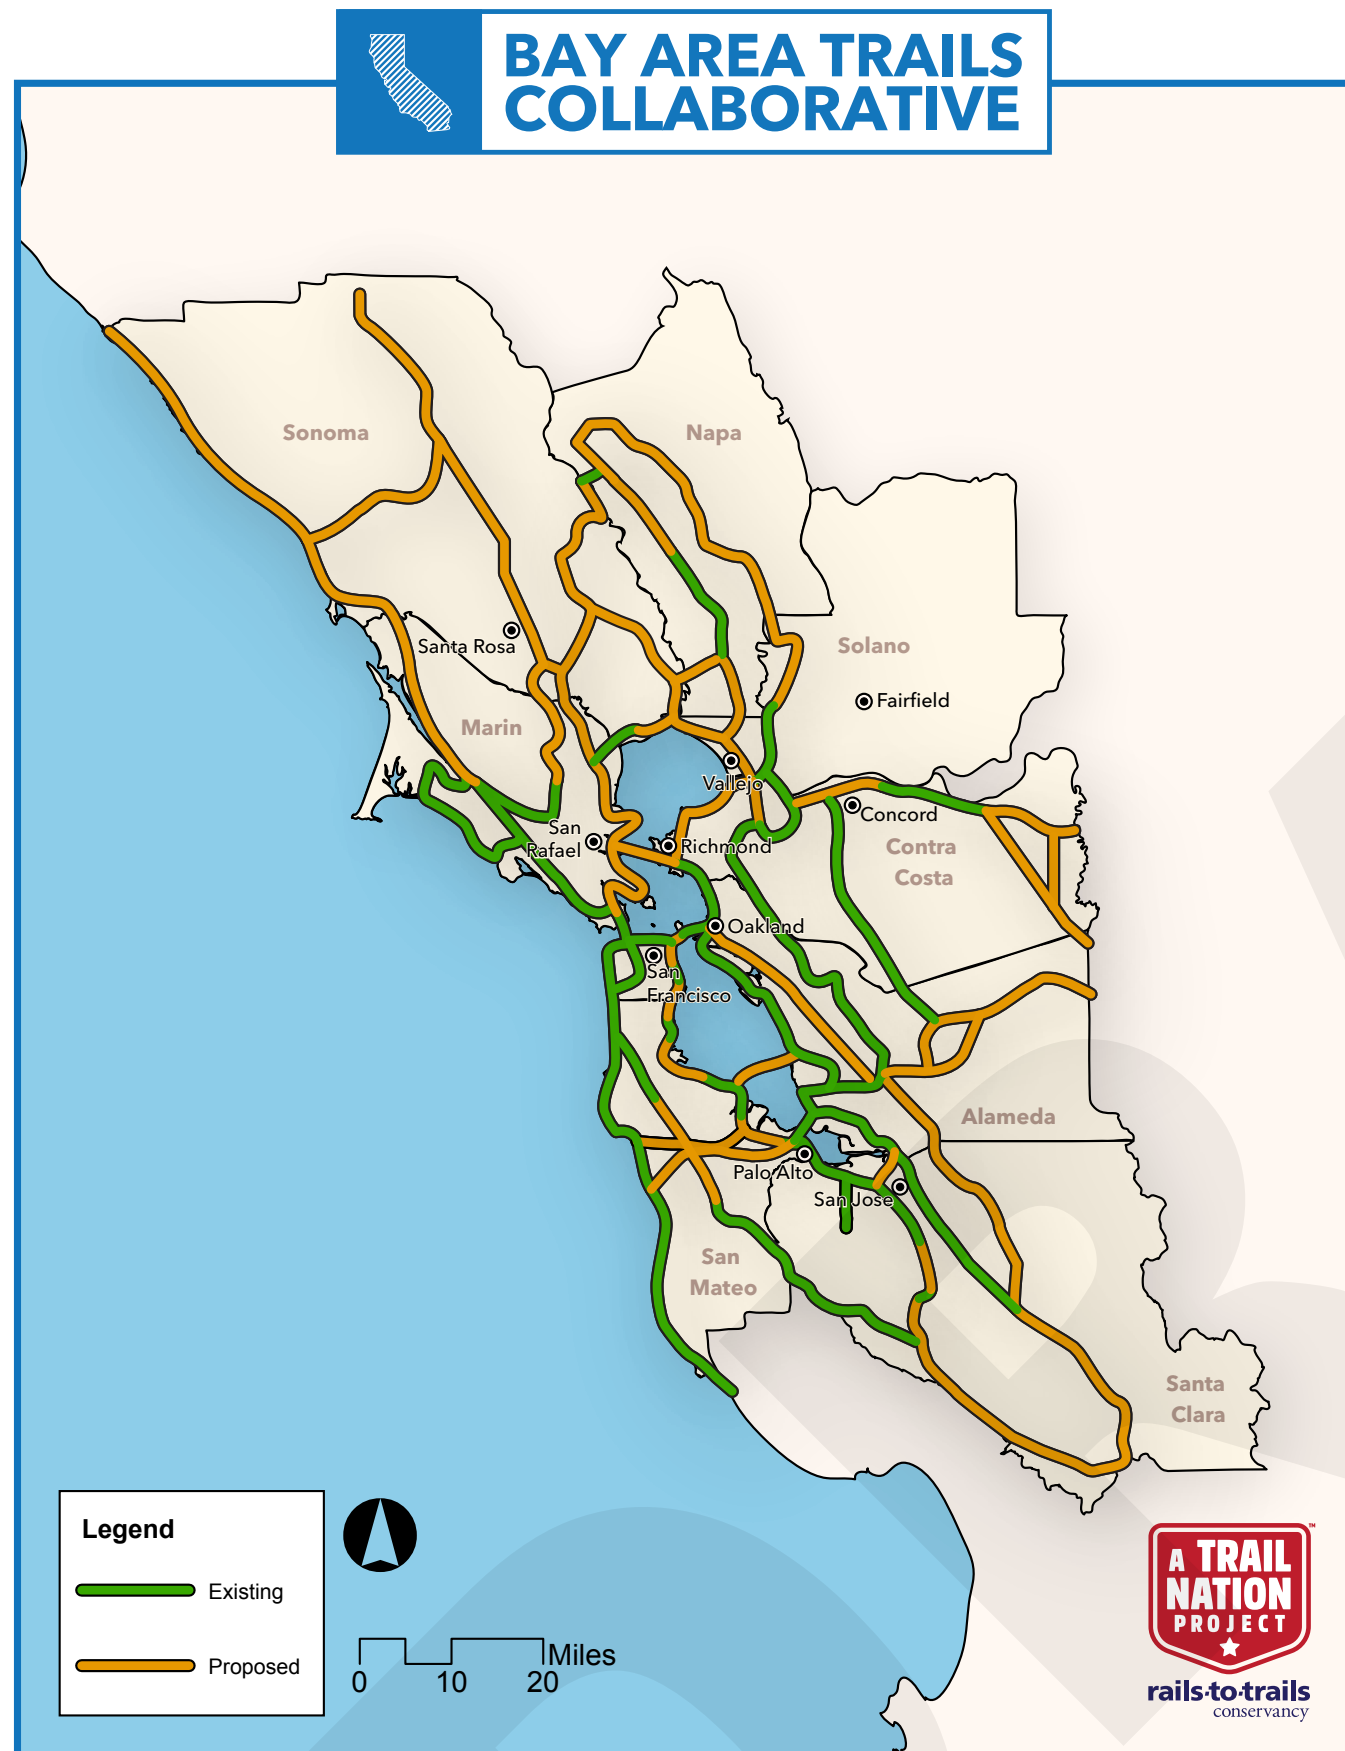 BAY AREA TRAILS
COLLABORATIVE
Sonoma
Napa
Santa Rosa
Solano
Fairfield
Marin
Vallejo
Concord
San
Rafael
Richmond
Contra
Costa
Oakland
San
Francisco
Alameda
Palo Alto
San Jose
San
Mateo
Santa
Clara
Legend
Existing
Proposed
Miles
0 10 20
A TRAIL
NATION
PROJECT
™
rails·to·trails
conservancy